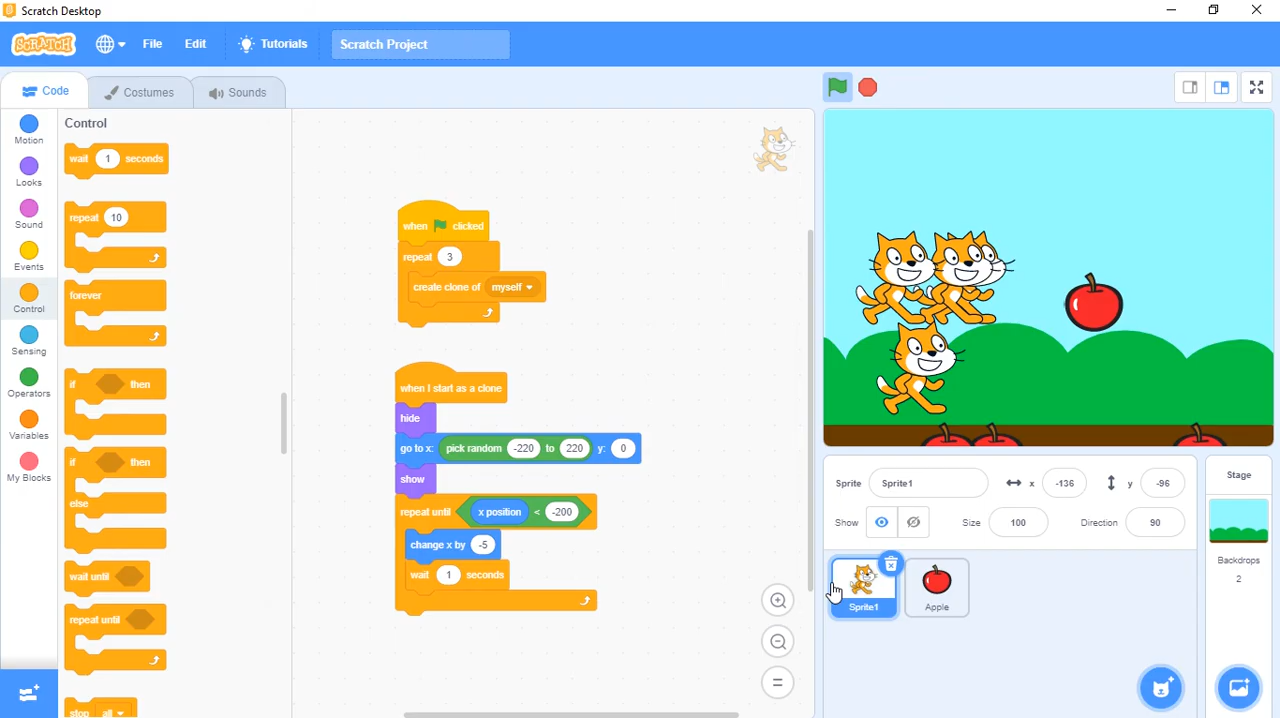 Scratch Desktop
SCRATCH
File
Edit
Tutorials
Scratch Project
Code
Costumes
Sounds
Motion
Looks
Sound
Events
Control
Sensing
Operators
Variables
My Blocks
Control
wait 1 seconds
repeat 10
forever
if then
if then
else
wait until
repeat until
stop all
when clicked
repeat 3
create clone of myself
when I start as a clone
hide
go to x: pick random -220 to 220 y: 0
show
repeat until x position < -200
change x by -5
wait 1 seconds
Sprite Sprite1 x -136 y -96
Show Size 100 Direction 90
Sprite1
Apple
Stage
Backdrops
2